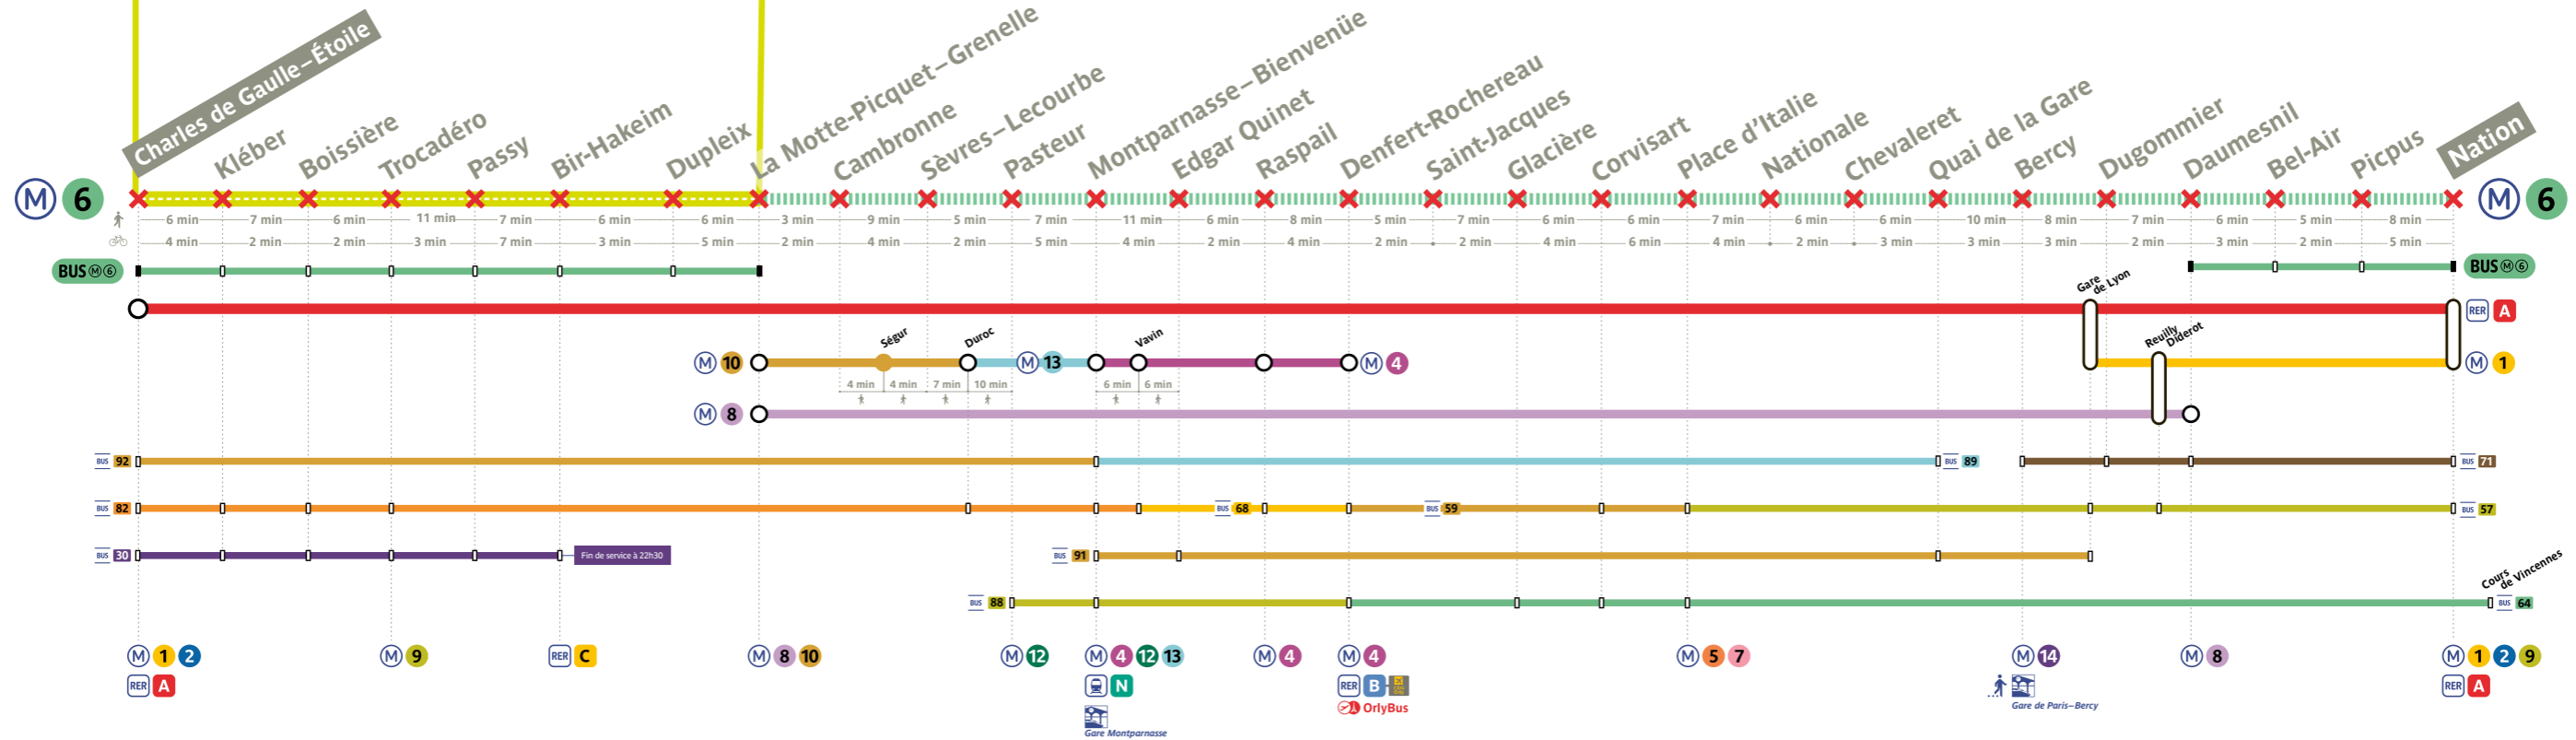 Charles de Gaulle–Étoile
Kléber
Boissière
Trocadéro
Passy
Bir-Hakeim
Dupleix
La Motte-Picquet–Grenelle
Cambronne
Sèvres–Lecourbe
Pasteur
Montparnasse–Bienvenüe
Edgar Quinet
Raspail
Denfert-Rochereau
Saint-Jacques
Glacière
Corvisart
Place d'Italie
Nationale
Chevaleret
Quai de la Gare
Bercy
Dugommier
Daumesnil
Bel-Air
Picpus
Nation
M 6
M 6
6 min 7 min 6 min 11 min 7 min 6 min 6 min 3 min 9 min 5 min 7 min 11 min 6 min 8 min 5 min 7 min 6 min 6 min 7 min 6 min 6 min 10 min 8 min 7 min 6 min 5 min 8 min
4 min 2 min 2 min 3 min 7 min 3 min 5 min 2 min 4 min 2 min 5 min 4 min 2 min 4 min 2 min 2 min 4 min 6 min 4 min 2 min 3 min 3 min 3 min 2 min 3 min 2 min 5 min
BUS M 6
BUS M 6
Gare
de Lyon
RER A
Ségur
Duroc
Vavin
Reuilly
Diderot
M 10
M 13
M 4
M 1
4 min 4 min 7 min 10 min 6 min 6 min
M 8
BUS 92
BUS 89
BUS 71
BUS 82
BUS 68
BUS 59
BUS 57
BUS 30
Fin de service à 22h30
BUS 91
Cours
de Vincennes
BUS 88
BUS 64
M 1 2
M 9
RER C
M 8 10
M 12
M 4 12 13
M 4
M 4
M 5 7
M 14
M 8
M 1 2 9
RER A
N
RER B
OrlyBus
RER A
Gare Montparnasse
Gare de Paris–Bercy